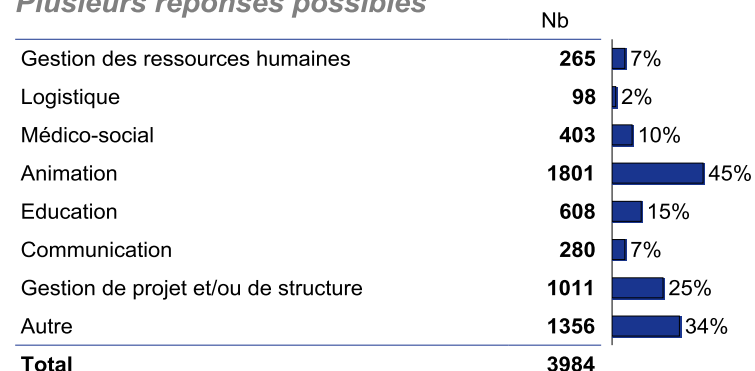 Plusieurs réponses possibles
Nb
Gestion des ressources humaines 265 7%
Logistique 98 2%
Médico-social 403 10%
Animation 1801 45%
Education 608 15%
Communication 280 7%
Gestion de projet et/ou de structure 1011 25%
Autre 1356 34%
Total 3984